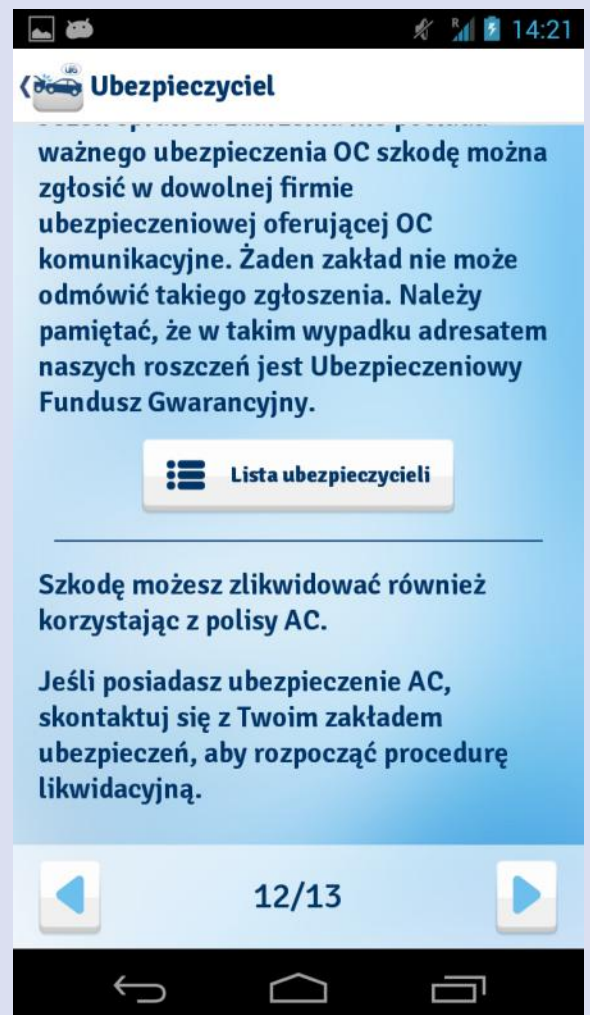 R 14:21
UFG
Ubezpieczyciel
ważnego ubezpieczenia OC szkodę można
zgłosić w dowolnej firmie
ubezpieczeniowej oferującej OC
komunikacyjne. Żaden zakład nie może
odmówić takiego zgłoszenia. Należy
pamiętać, że w takim wypadku adresatem
naszych roszczeń jest Ubezpieczeniowy
Fundusz Gwarancyjny.
Lista ubezpieczycieli
Szkodę możesz zlikwidować również
korzystając z polisy AC.
Jeśli posiadasz ubezpieczenie AC,
skontaktuj się z Twoim zakładem
ubezpieczeń, aby rozpocząć procedurę
likwidacyjną.
12/13